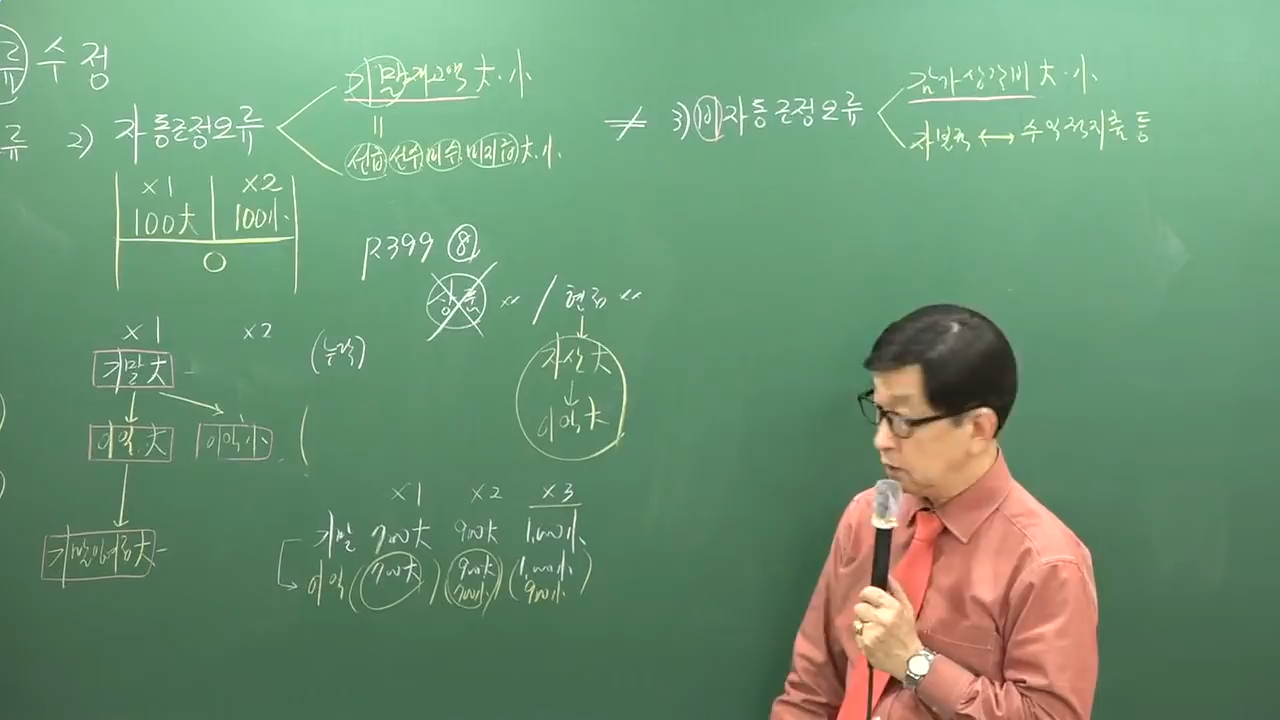 류 수정
류 2) 자동조정오류
기말재고액 大·小
=
선급 선수 미수 미지급 大·小
×1 ×2
100大 100小
0
P.399 ⑧
×1 ×2 (누락)
기말大
이익大 이익小
기말잉여금大
자산大
이익大
×1 ×2 ×3
기말 700大 900大 1,000小
이익 (700大) (900大 (1,000小
700小) 900小)
≠ 3) 비자동조정오류
감가상각비 大·小
자본적 ↔ 수익적지출 등